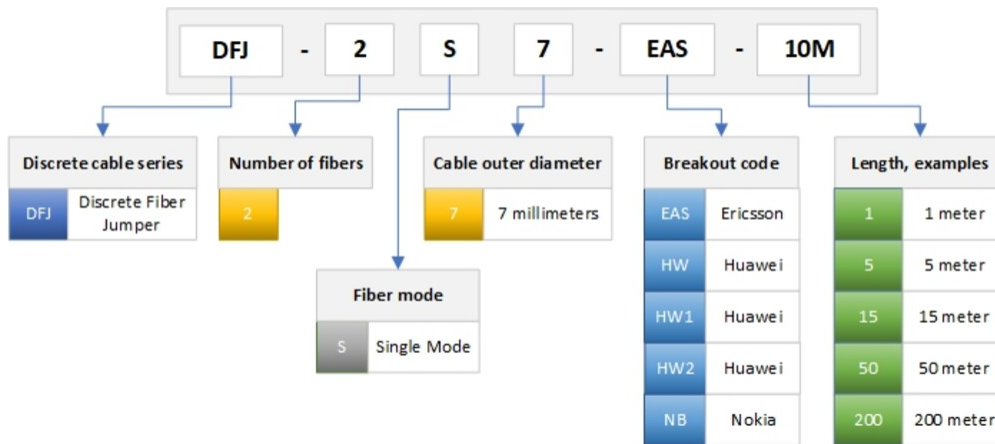 DFJ - 2 S 7 - EAS - 10M
Discrete cable series
DFJ Discrete Fiber
Jumper
Number of fibers
2
Fiber mode
S Single Mode
Cable outer diameter
7 7 millimeters
Breakout code
EAS Ericsson
HW Huawei
HW1 Huawei
HW2 Huawei
NB Nokia
Length, examples
1 1 meter
5 5 meter
15 15 meter
50 50 meter
200 200 meter